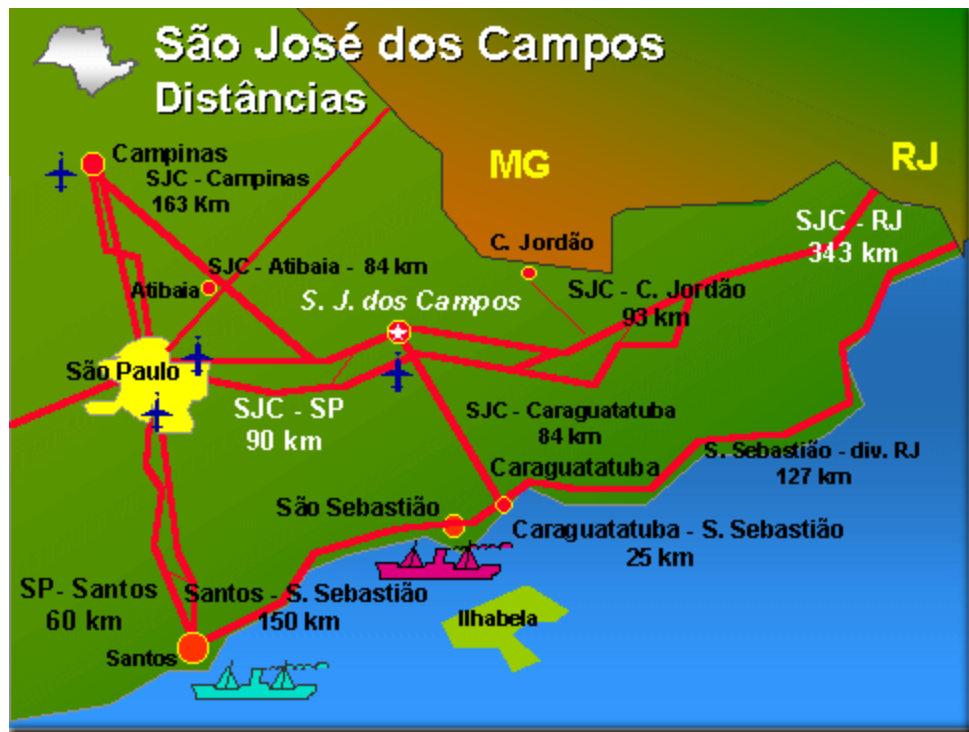 São José dos Campos
Distâncias
Campinas
SJC - Campinas
163 Km
MG
RJ
SJC - RJ
343 km
C. Jordão
SJC - Atibaia - 84 km
Atibaia
S. J. dos Campos
SJC - C. Jordão
93 km
São Paulo
SJC - SP
90 km
SJC - Caraguatatuba
84 km
S. Sebastião - div. RJ
127 km
Caraguatatuba
São Sebastião
Caraguatatuba - S. Sebastião
25 km
SP- Santos
60 km
Santos - S. Sebastião
150 km
Ilhabela
Santos